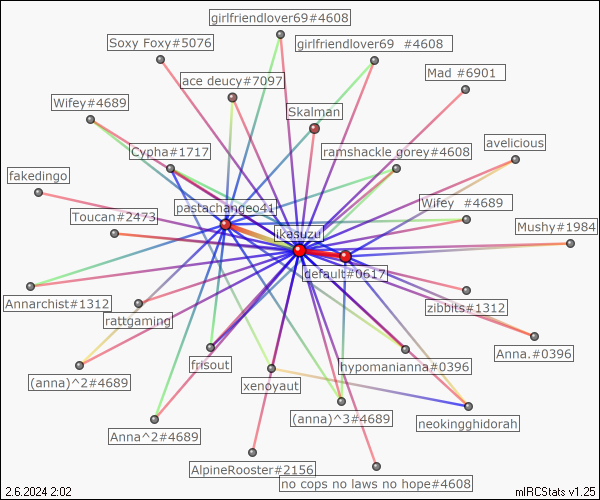 girlfriendlover69#4608
Soxy Foxy#5076
girlfriendlover69 #4608
ace deucy#7097
Mad #6901
Wifey#4689
Skalman
Cypha#1717
ramshackle gorey#4608
avelicious
fakedingo
pastachangeo41
Wifey #4689
Toucan#2473
ikasuzu
Mushy#1984
default#0617
Annarchist#1312
rattgaming
zibbits#1312
frisout
hypomanianna#0396
Anna.#0396
(anna)^2#4689
xenoyaut
(anna)^3#4689
neokingghidorah
Anna^2#4689
AlpineRooster#2156
no cops no laws no hope#4608
2.6.2024 2:02
mIRCStats v1.25